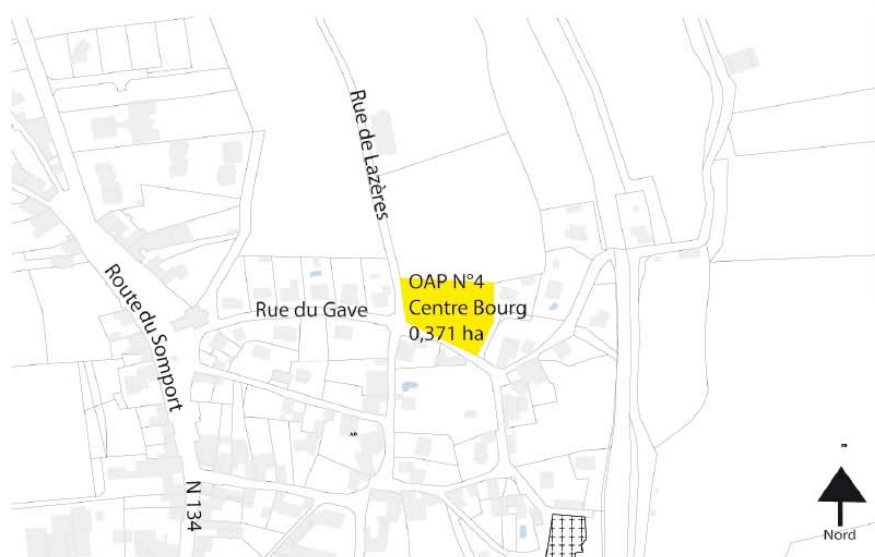 Rue de Lazères
OAP N°4
Centre Bourg
0,371 ha
Rue du Gave
Route du Somport
N 134
Nord